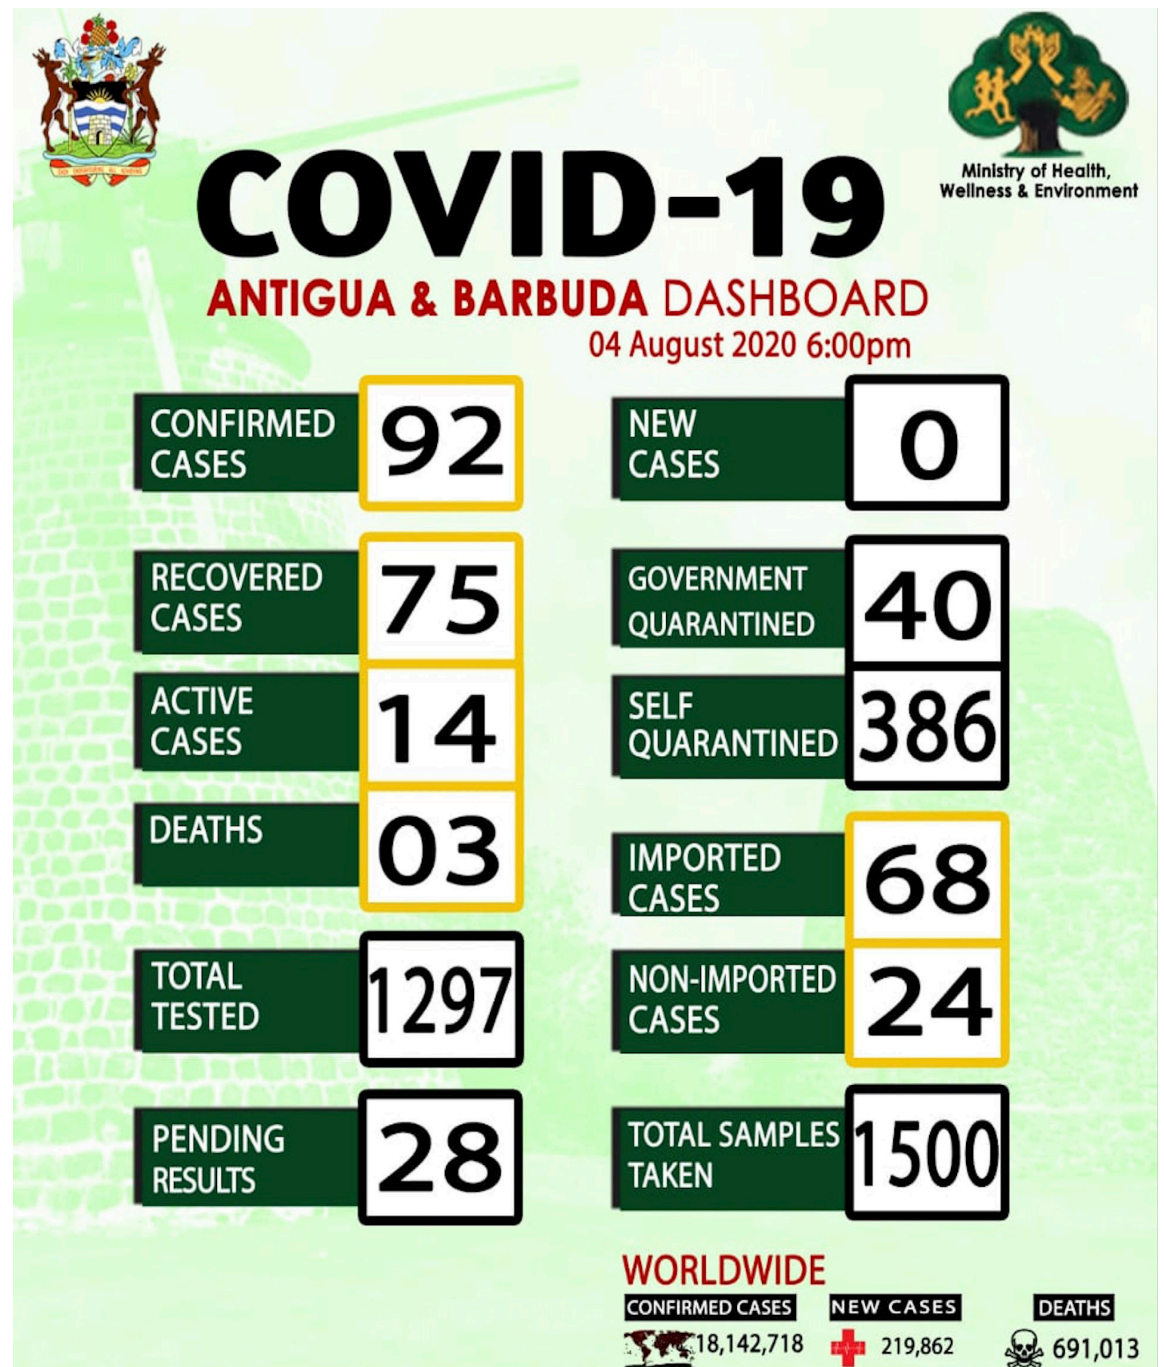 Ministry of Health,
Wellness & Environment
COVID-19
ANTIGUA & BARBUDA DASHBOARD
04 August 2020 6:00pm
CONFIRMED
CASES
92
NEW
CASES
0
RECOVERED
CASES
75
GOVERNMENT
QUARANTINED
40
ACTIVE
CASES
14
SELF
QUARANTINED
386
DEATHS
03
IMPORTED
CASES
68
TOTAL
TESTED
1297
NON-IMPORTED
CASES
24
PENDING
RESULTS
28
TOTAL SAMPLES
TAKEN
1500
WORLDWIDE
CONFIRMED CASES
18,142,718
NEW CASES
219,862
DEATHS
691,013